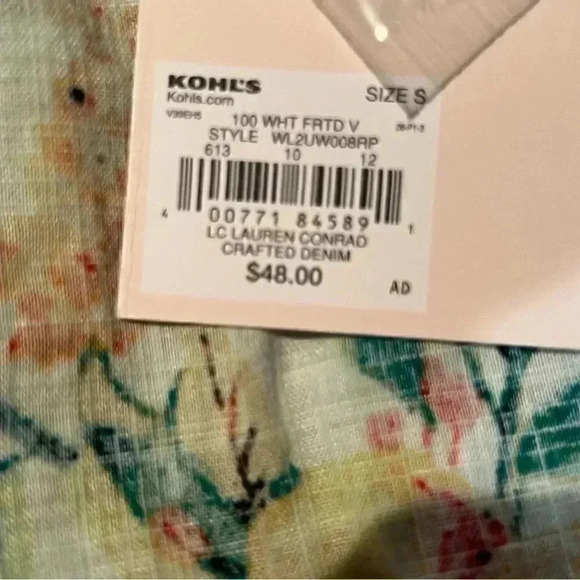 KOHL'S
Kohls.com SIZE S
100 WHT FRTD V
STYLE WL2UW008RP
613 10 12
4 00771 84589 1
LC LAUREN CONRAD
CRAFTED DENIM
$48.00 AD